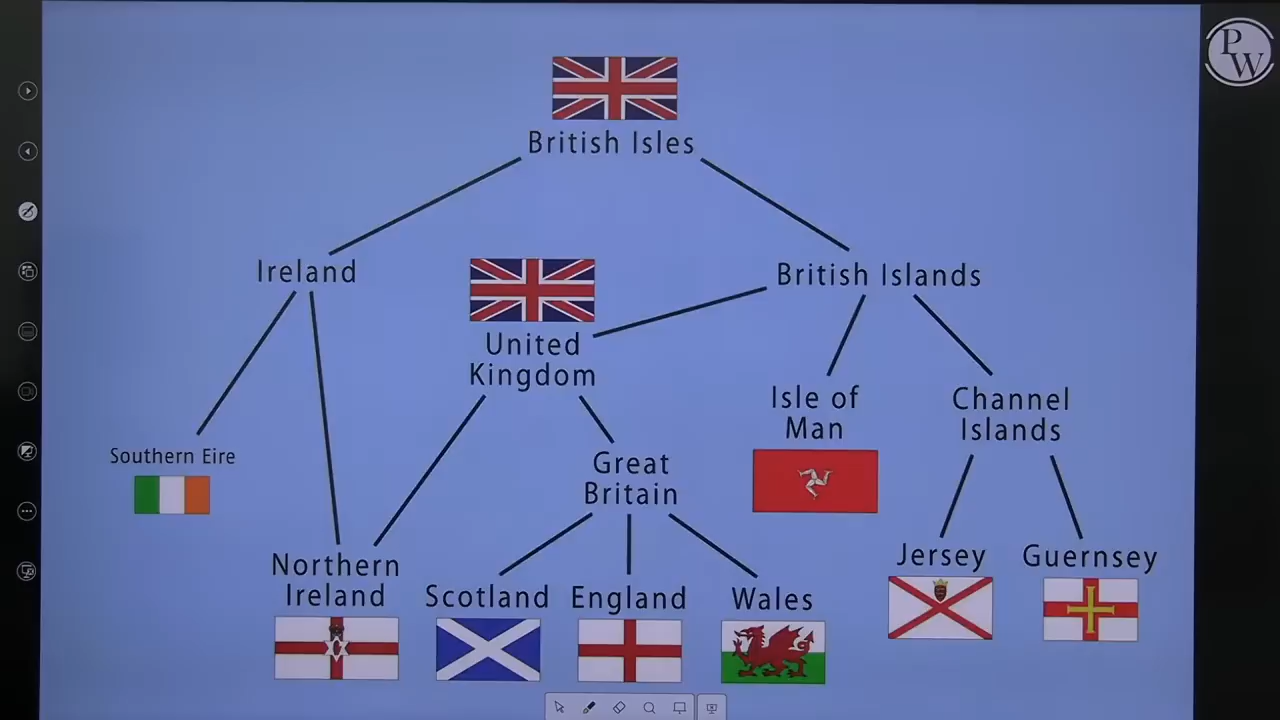 PW
British Isles
Ireland
British Islands
United
Kingdom
Isle of
Man
Channel
Islands
Southern Eire
Great
Britain
Northern
Ireland
Scotland
England
Wales
Jersey
Guernsey